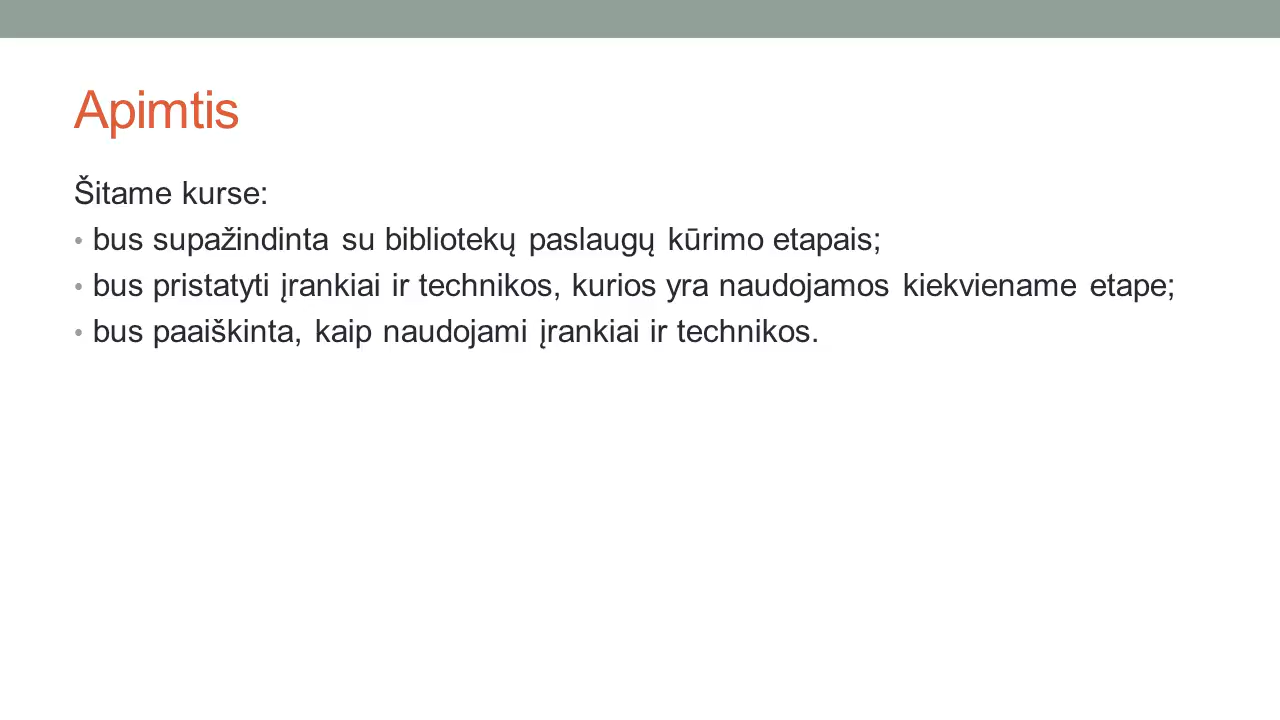 Apimtis
Šitame kurse:
• bus supažindinta su bibliotekų paslaugų kūrimo etapais;
• bus pristatyti įrankiai ir technikos, kurios yra naudojamos kiekviename etape;
• bus paaiškinta, kaip naudojami įrankiai ir technikos.